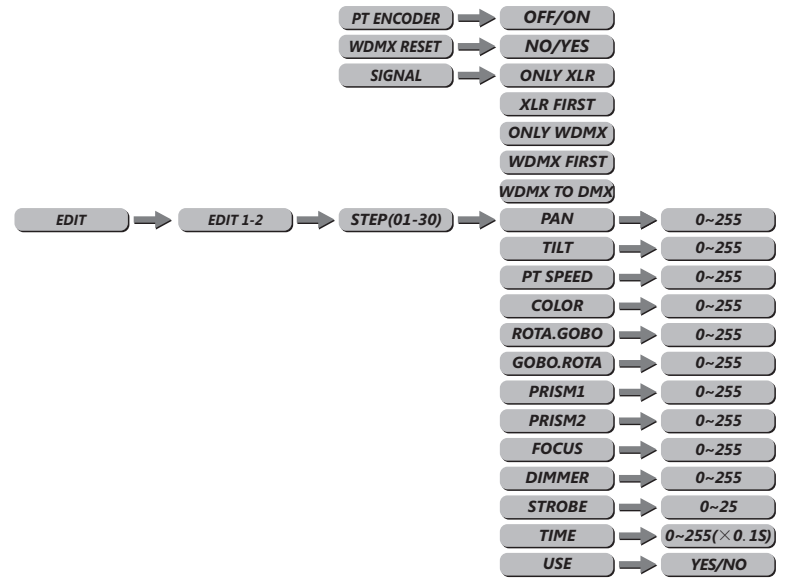 PT ENCODER OFF/ON
WDMX RESET NO/YES
SIGNAL ONLY XLR
XLR FIRST
ONLY WDMX
WDMX FIRST
WDMX TO DMX
EDIT EDIT 1-2 STEP(01-30) PAN 0~255
TILT 0~255
PT SPEED 0~255
COLOR 0~255
ROTA.GOBO 0~255
GOBO.ROTA 0~255
PRISM1 0~255
PRISM2 0~255
FOCUS 0~255
DIMMER 0~255
STROBE 0~25
TIME 0~255(×0.1S)
USE YES/NO